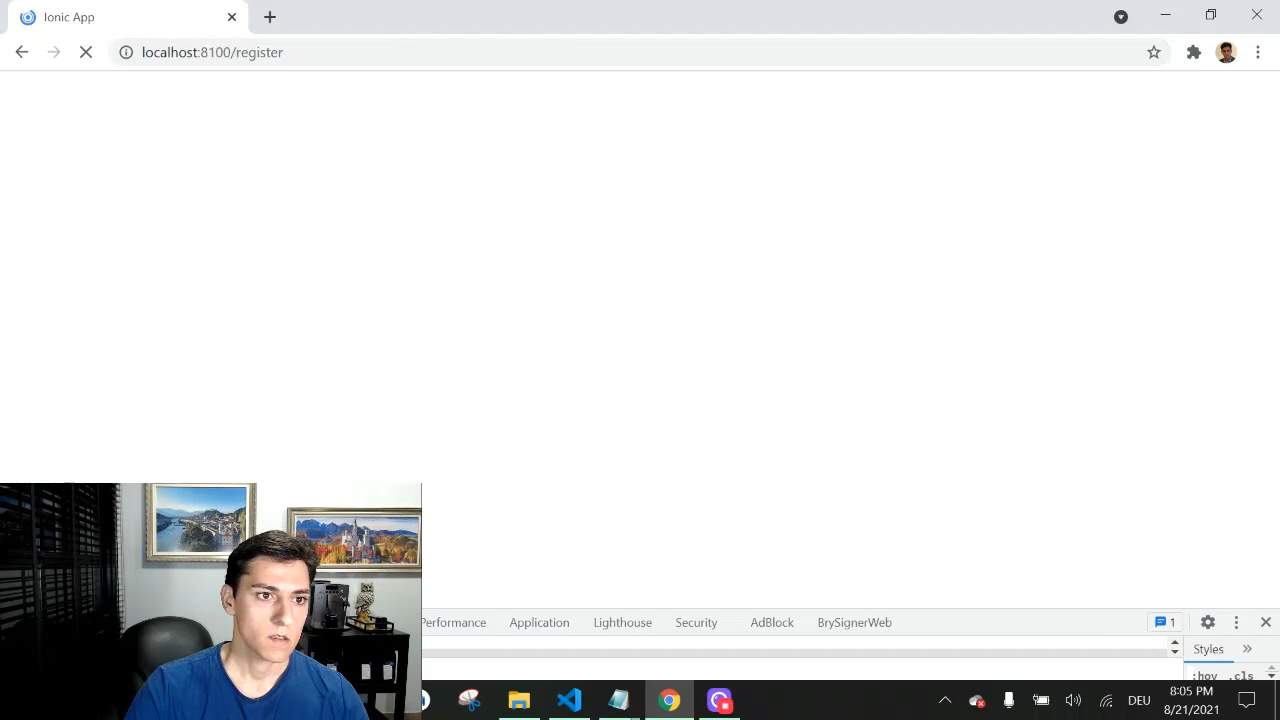 Ionic App
localhost:8100/register
Performance
Application
Lighthouse
Security
AdBlock
BrySignerWeb
1
Styles
:hov .cls
DEU
8:05 PM
8/21/2021